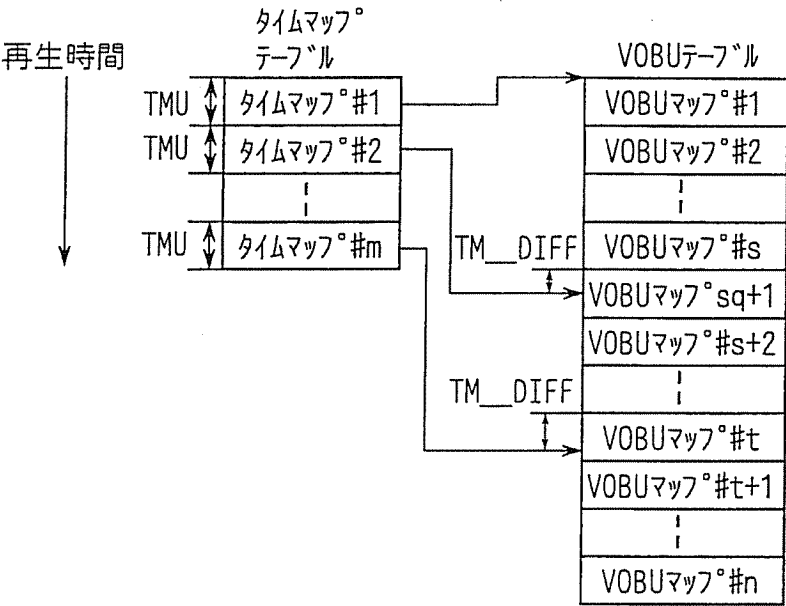 再生時間
タイムマップ
テーブル
TMU
タイムマップ#1
TMU
タイムマップ#2
TMU
タイムマップ#m
VOBUテーブル
VOBUマップ#1
VOBUマップ#2
TM__DIFF
VOBUマップ#s
VOBUマップsq+1
VOBUマップ#s+2
TM__DIFF
VOBUマップ#t
VOBUマップ#t+1
VOBUマップ#n